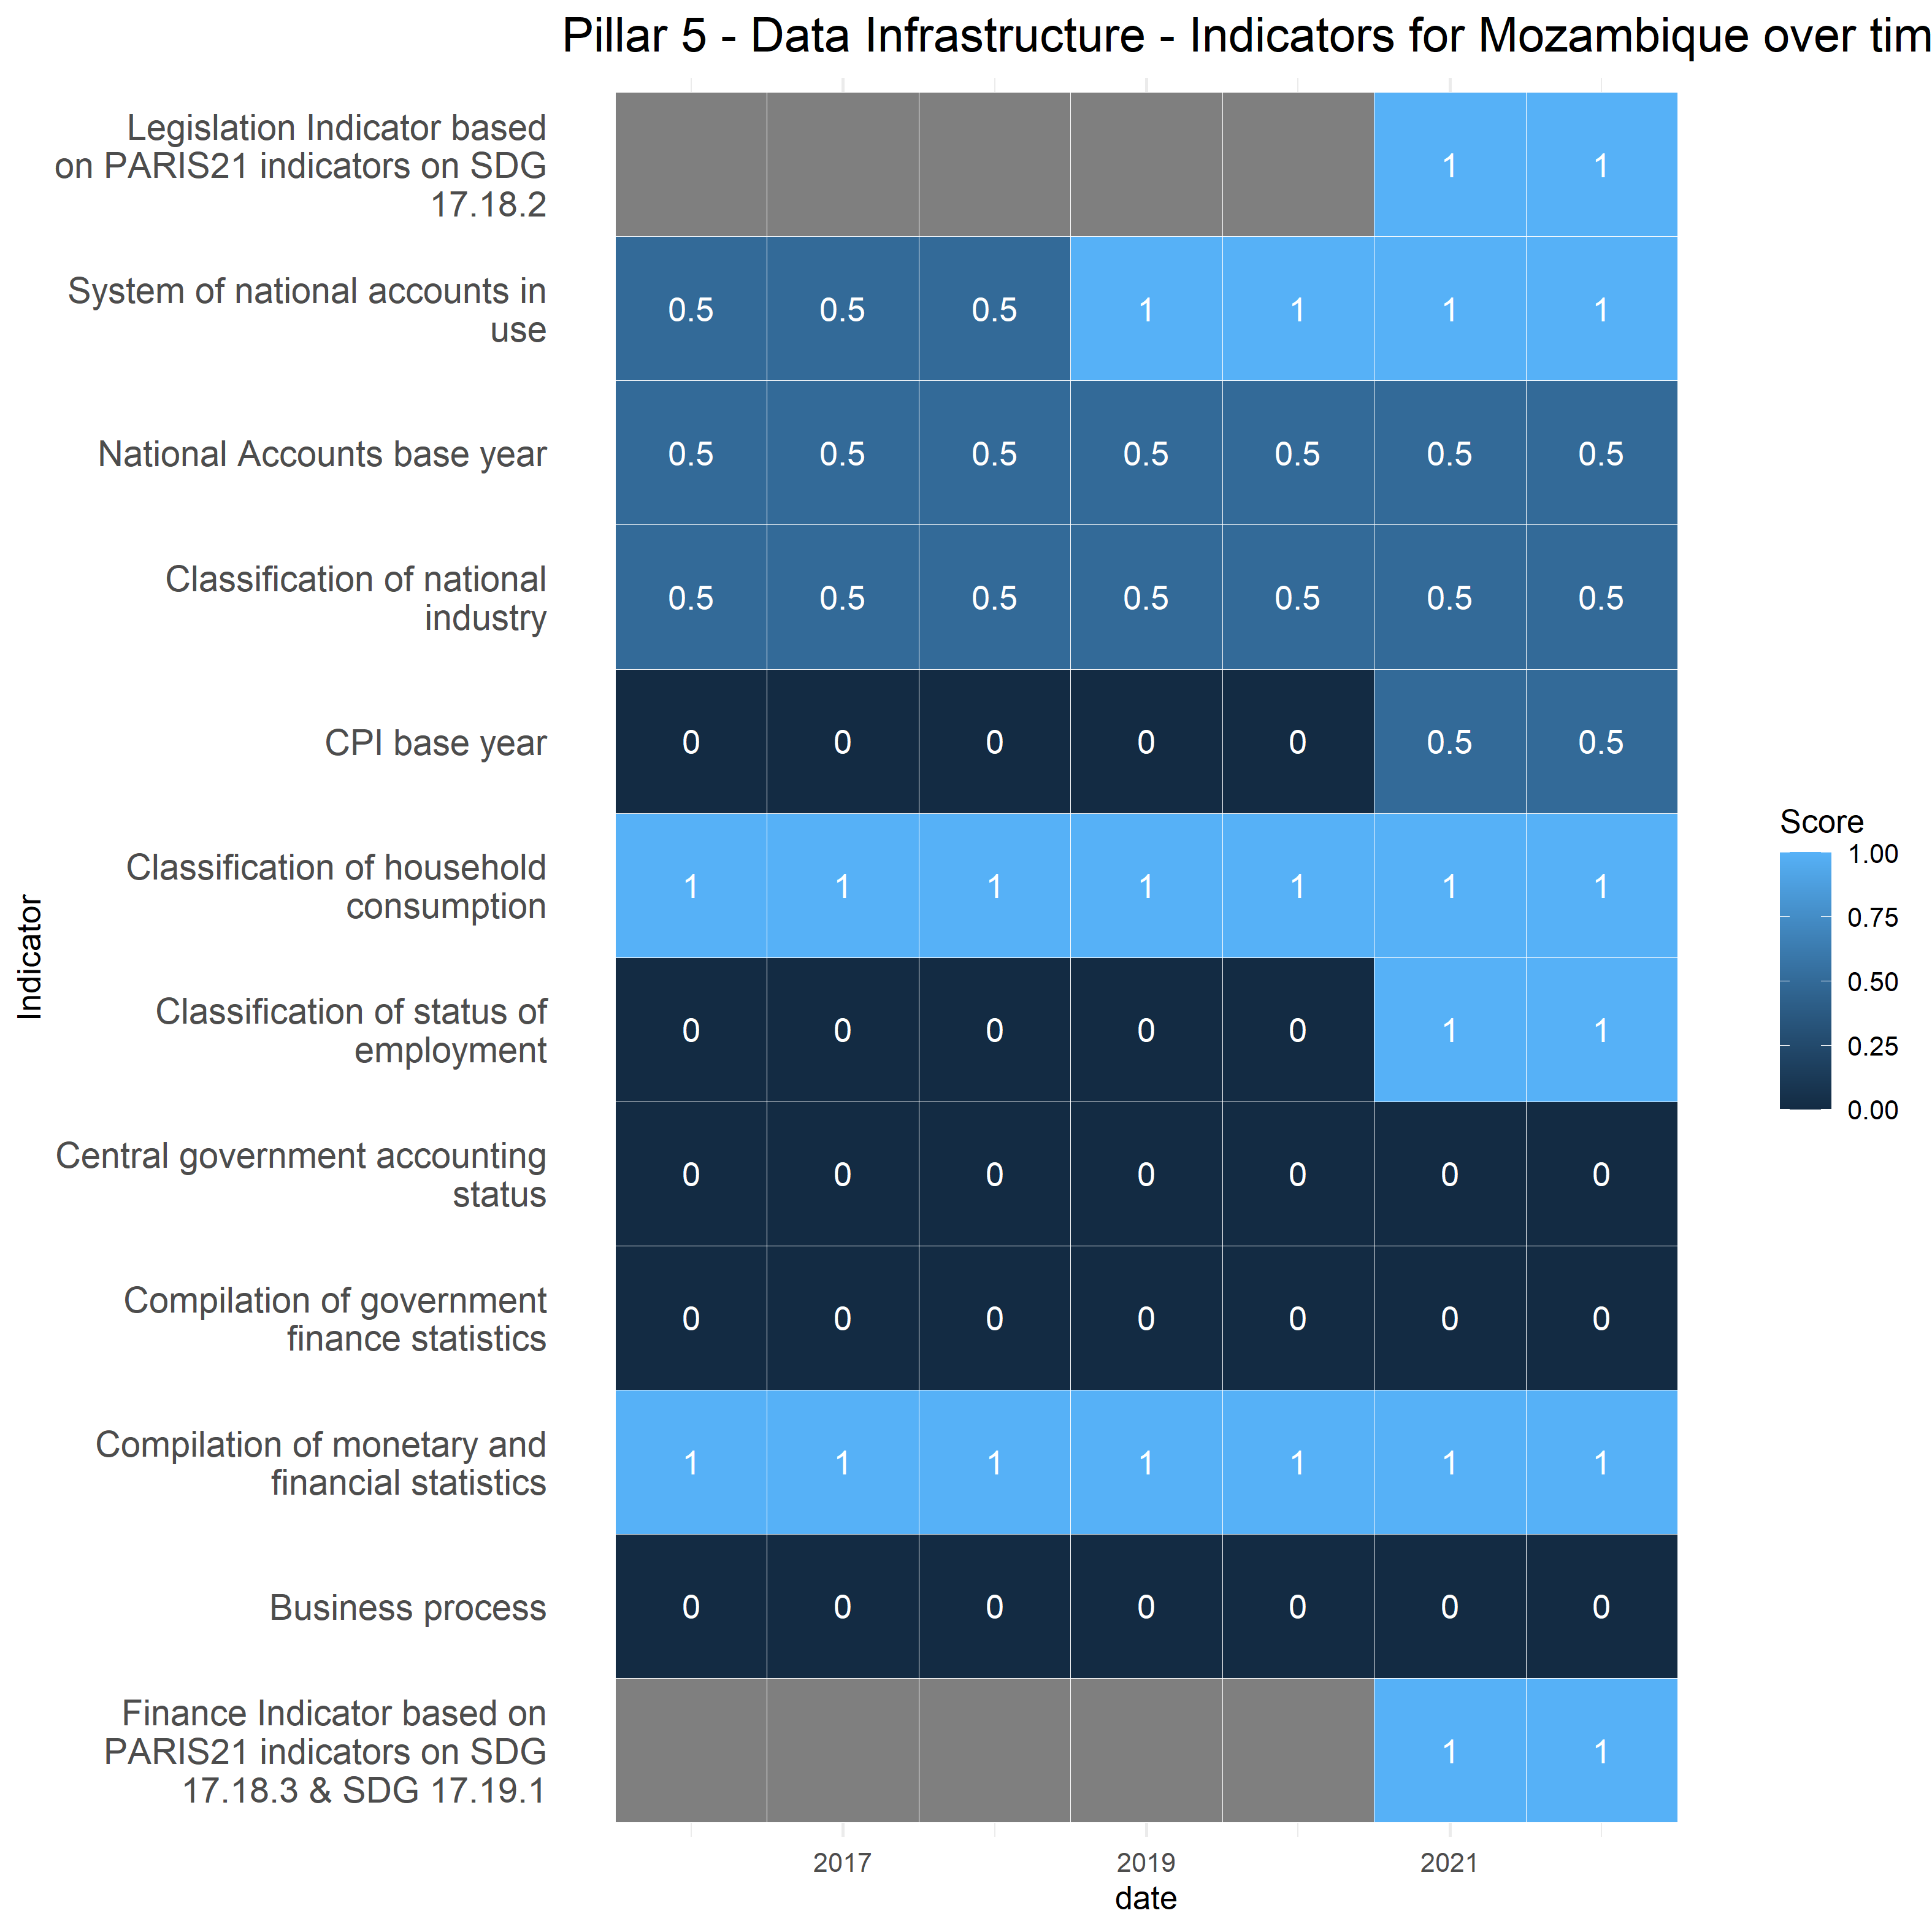 Pillar 5 - Data Infrastructure - Indicators for Mozambique over tim
Legislation Indicator based
on PARIS21 indicators on SDG
17.18.2
1 1
System of national accounts in
use
0.5 0.5 0.5 1 1 1 1
National Accounts base year
0.5 0.5 0.5 0.5 0.5 0.5 0.5
Classification of national
industry
0.5 0.5 0.5 0.5 0.5 0.5 0.5
CPI base year
0 0 0 0 0 0.5 0.5
Classification of household
consumption
1 1 1 1 1 1 1
Classification of status of
employment
0 0 0 0 0 1 1
Central government accounting
status
0 0 0 0 0 0 0
Compilation of government
finance statistics
0 0 0 0 0 0 0
Compilation of monetary and
financial statistics
1 1 1 1 1 1 1
Business process
0 0 0 0 0 0 0
Finance Indicator based on
PARIS21 indicators on SDG
17.18.3 & SDG 17.19.1
1 1
Indicator
2017 2019 2021
date
Score
1.00
0.75
0.50
0.25
0.00